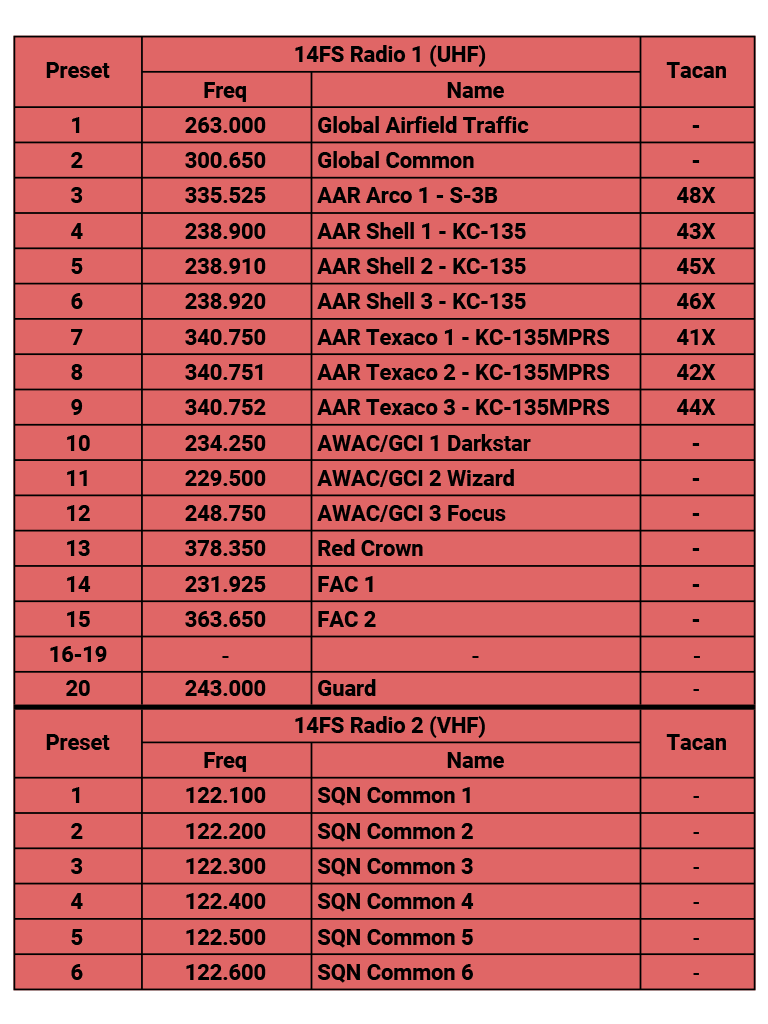 Preset 14FS Radio 1 (UHF) Tacan
Freq Name
1 263.000 Global Airfield Traffic -
2 300.650 Global Common -
3 335.525 AAR Arco 1 - S-3B 48X
4 238.900 AAR Shell 1 - KC-135 43X
5 238.910 AAR Shell 2 - KC-135 45X
6 238.920 AAR Shell 3 - KC-135 46X
7 340.750 AAR Texaco 1 - KC-135MPRS 41X
8 340.751 AAR Texaco 2 - KC-135MPRS 42X
9 340.752 AAR Texaco 3 - KC-135MPRS 44X
10 234.250 AWAC/GCI 1 Darkstar -
11 229.500 AWAC/GCI 2 Wizard -
12 248.750 AWAC/GCI 3 Focus -
13 378.350 Red Crown -
14 231.925 FAC 1 -
15 363.650 FAC 2 -
16-19 - - -
20 243.000 Guard -
Preset 14FS Radio 2 (VHF) Tacan
Freq Name
1 122.100 SQN Common 1 -
2 122.200 SQN Common 2 -
3 122.300 SQN Common 3 -
4 122.400 SQN Common 4 -
5 122.500 SQN Common 5 -
6 122.600 SQN Common 6 -